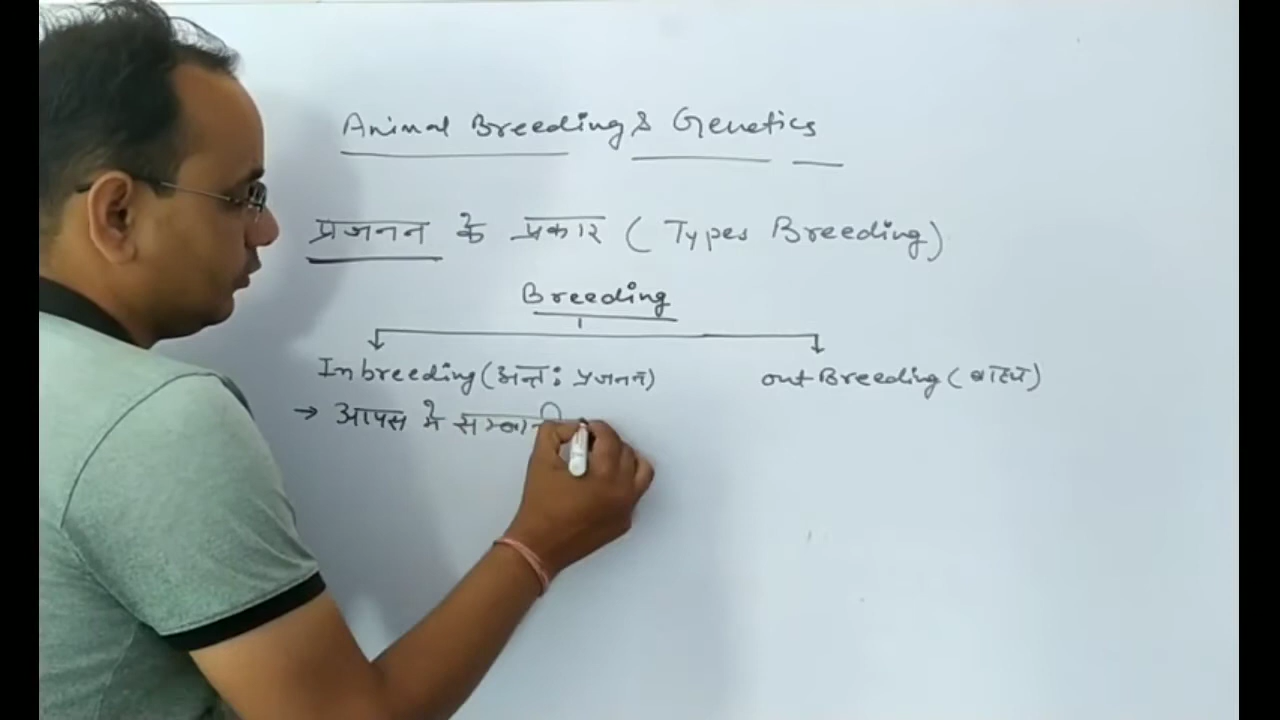 Animal Breeding & Genetics
प्रजनन के प्रकार ( Types Breeding)
Breeding
Inbreeding (अन्त: प्रजनन) out Breeding ( बाह्य )
→ आपस में